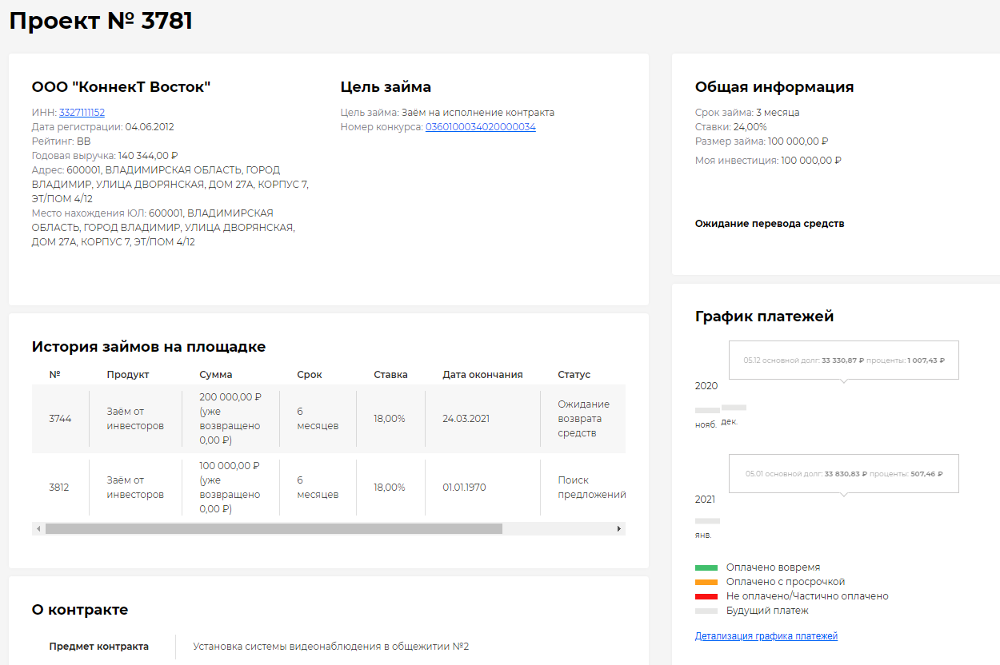 Проект № 3781
ООО "КоннекТ Восток"
ИНН: 3327111152
Дата регистрации: 04.06.2012
Рейтинг: BB
Годовая выручка: 140 344,00 ₽
Адрес: 600001, ВЛАДИМИРСКАЯ ОБЛАСТЬ, ГОРОД
ВЛАДИМИР, УЛИЦА ДВОРЯНСКАЯ, ДОМ 27А, КОРПУС 7,
ЭТ/ПОМ 4/12
Место нахождения ЮЛ: 600001, ВЛАДИМИРСКАЯ
ОБЛАСТЬ, ГОРОД ВЛАДИМИР, УЛИЦА ДВОРЯНСКАЯ,
ДОМ 27А, КОРПУС 7, ЭТ/ПОМ 4/12
Цель займа
Цель займа: Заём на исполнение контракта
Номер конкурса: 0360100034020000034
Общая информация
Срок займа: 3 месяца
Ставки: 24,00%
Размер займа: 100 000,00 ₽
Моя инвестиция: 100 000,00 ₽
Ожидание перевода средств
История займов на площадке
№ Продукт Сумма Срок Ставка Дата окончания Статус
3744
Заём от
инвесторов
200 000,00 ₽
(уже
возвращено
0,00 ₽)
6
месяцев
18,00%
24.03.2021
Ожидание
возврата
средств
3812
Заём от
инвесторов
100 000,00 ₽
(уже
возвращено
0,00 ₽)
6
месяцев
18,00%
01.01.1970
Поиск
предложений
О контракте
Предмет контракта Установка системы видеонаблюдения в общежитии №2
График платежей
05.12 основной долг: 33 330,87 ₽ проценты: 1 007,43 ₽
2020
нояб. дек.
05.01 основной долг: 33 830,83 ₽ проценты: 507,46 ₽
2021
янв.
Оплачено вовремя
Оплачено с просрочкой
Не оплачено/Частично оплачено
Будущий платеж
Детализация графика платежей